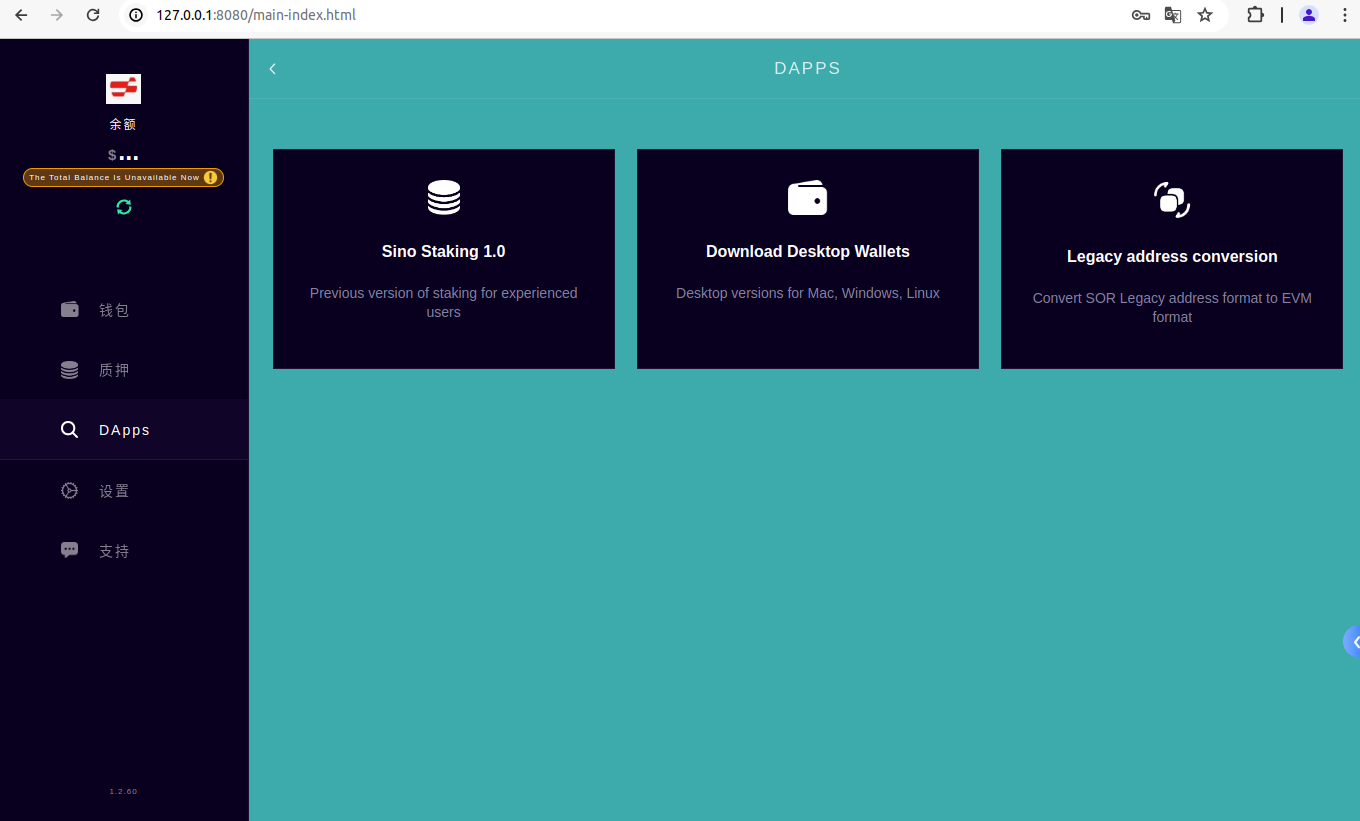 127.0.0.1:8080/main-index.html
余额
$...
The Total Balance Is Unavailable Now
钱包
质押
DApps
设置
支持
1.2.60
DAPPS
Sino Staking 1.0
Previous version of staking for experienced
users
Download Desktop Wallets
Desktop versions for Mac, Windows, Linux
Legacy address conversion
Convert SOR Legacy address format to EVM
format